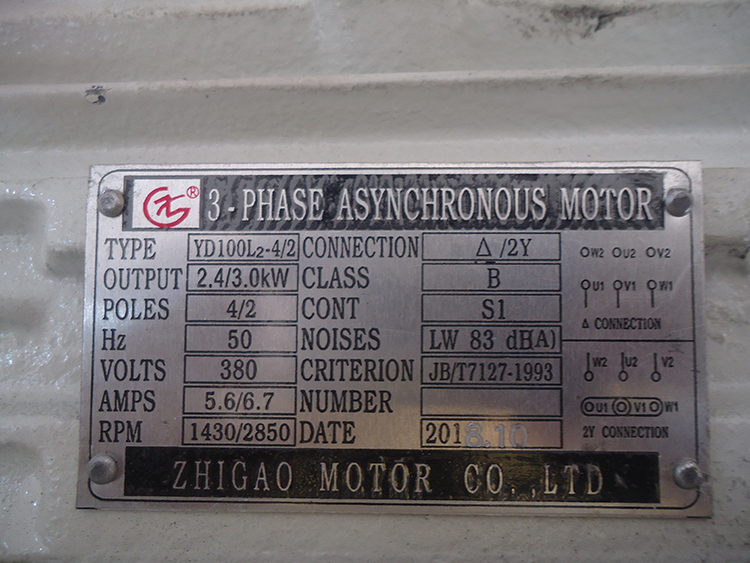 ® 3-PHASE ASYNCHRONOUS MOTOR
TYPE YD100L2-4/2 CONNECTION Δ/2Y
OUTPUT 2.4/3.0kW CLASS B
POLES 4/2 CONT S1
Hz 50 NOISES LW 83 dB(A)
VOLTS 380 CRITERION JB/T7127-1993
AMPS 5.6/6.7 NUMBER
RPM 1430/2850 DATE 2018.10
W2 U2 V2
U1 V1 W1
Δ CONNECTION
W2 U2 V2
U1 V1 W1
2Y CONNECTION
ZHIGAO MOTOR CO.,LTD